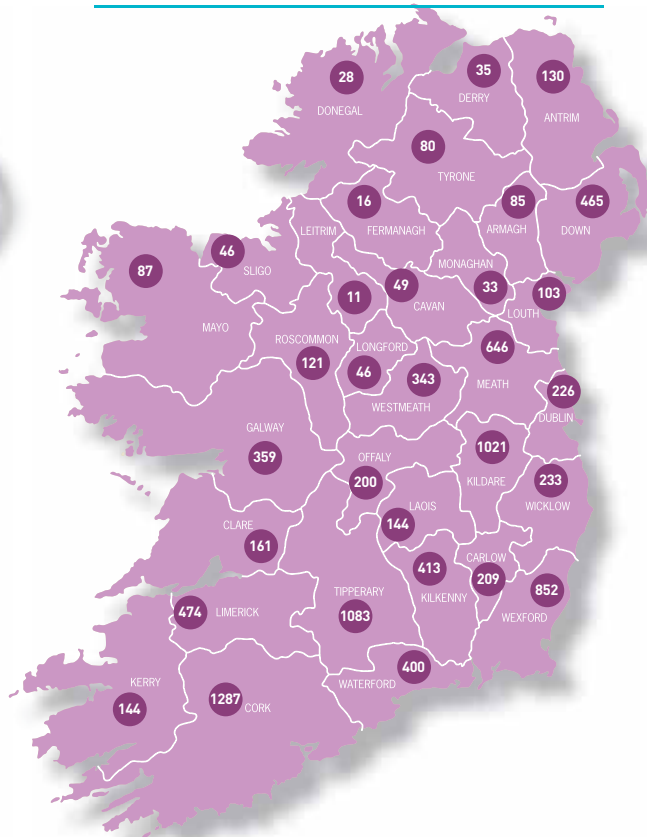 28
DONEGAL
35
DERRY
130
ANTRIM
80
TYRONE
16
FERMANAGH
85
ARMAGH
465
DOWN
LEITRIM
11
MONAGHAN
33
46
SLIGO
87
MAYO
49
CAVAN
103
LOUTH
ROSCOMMON
121
LONGFORD
46
343
WESTMEATH
646
MEATH
226
DUBLIN
GALWAY
359
OFFALY
200
1021
KILDARE
233
WICKLOW
LAOIS
144
CLARE
161
TIPPERARY
1083
413
KILKENNY
CARLOW
209
852
WEXFORD
474
LIMERICK
400
WATERFORD
KERRY
144
1287
CORK